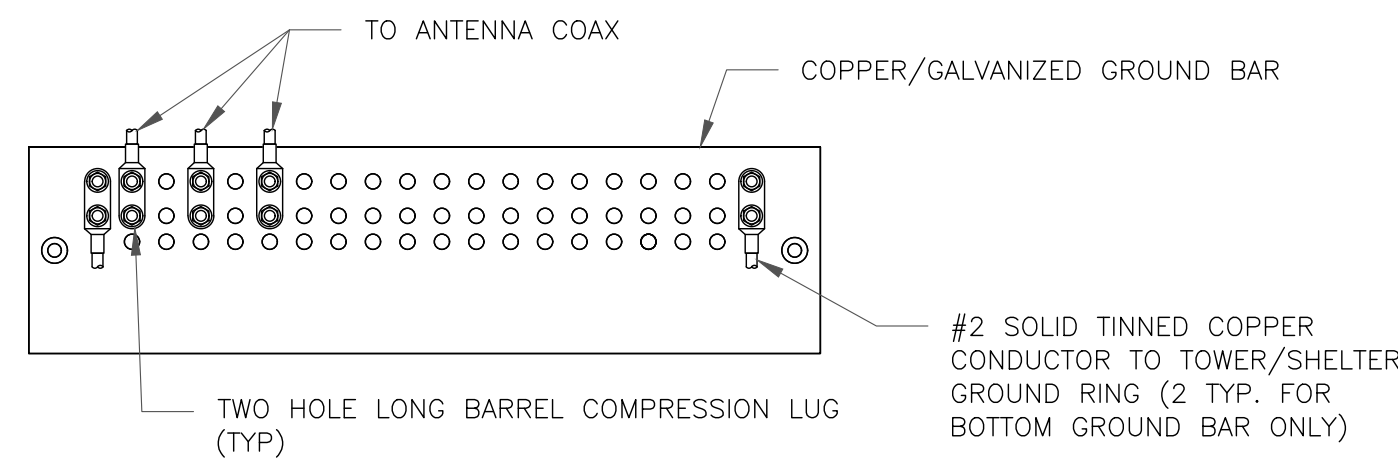 TO ANTENNA COAX
COPPER/GALVANIZED GROUND BAR
#2 SOLID TINNED COPPER
CONDUCTOR TO TOWER/SHELTER
GROUND RING (2 TYP. FOR
BOTTOM GROUND BAR ONLY)
TWO HOLE LONG BARREL COMPRESSION LUG
(TYP)